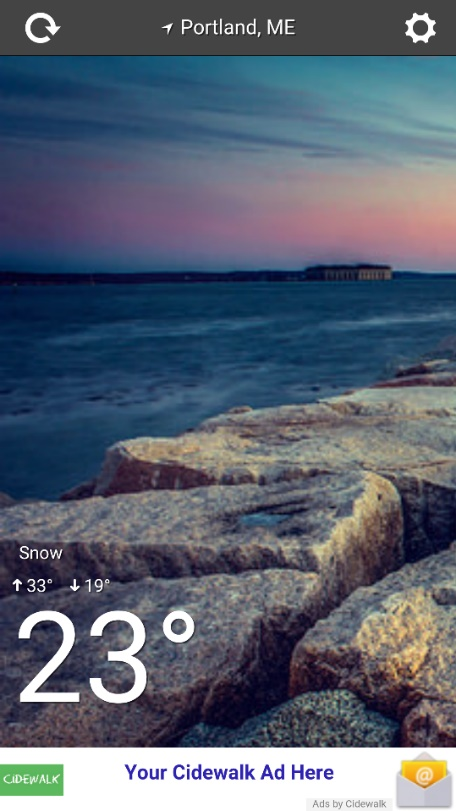 Portland, ME
Snow
33° 19°
23°
CIDEWALK
Your Cidewalk Ad Here
@
Ads by Cidewalk